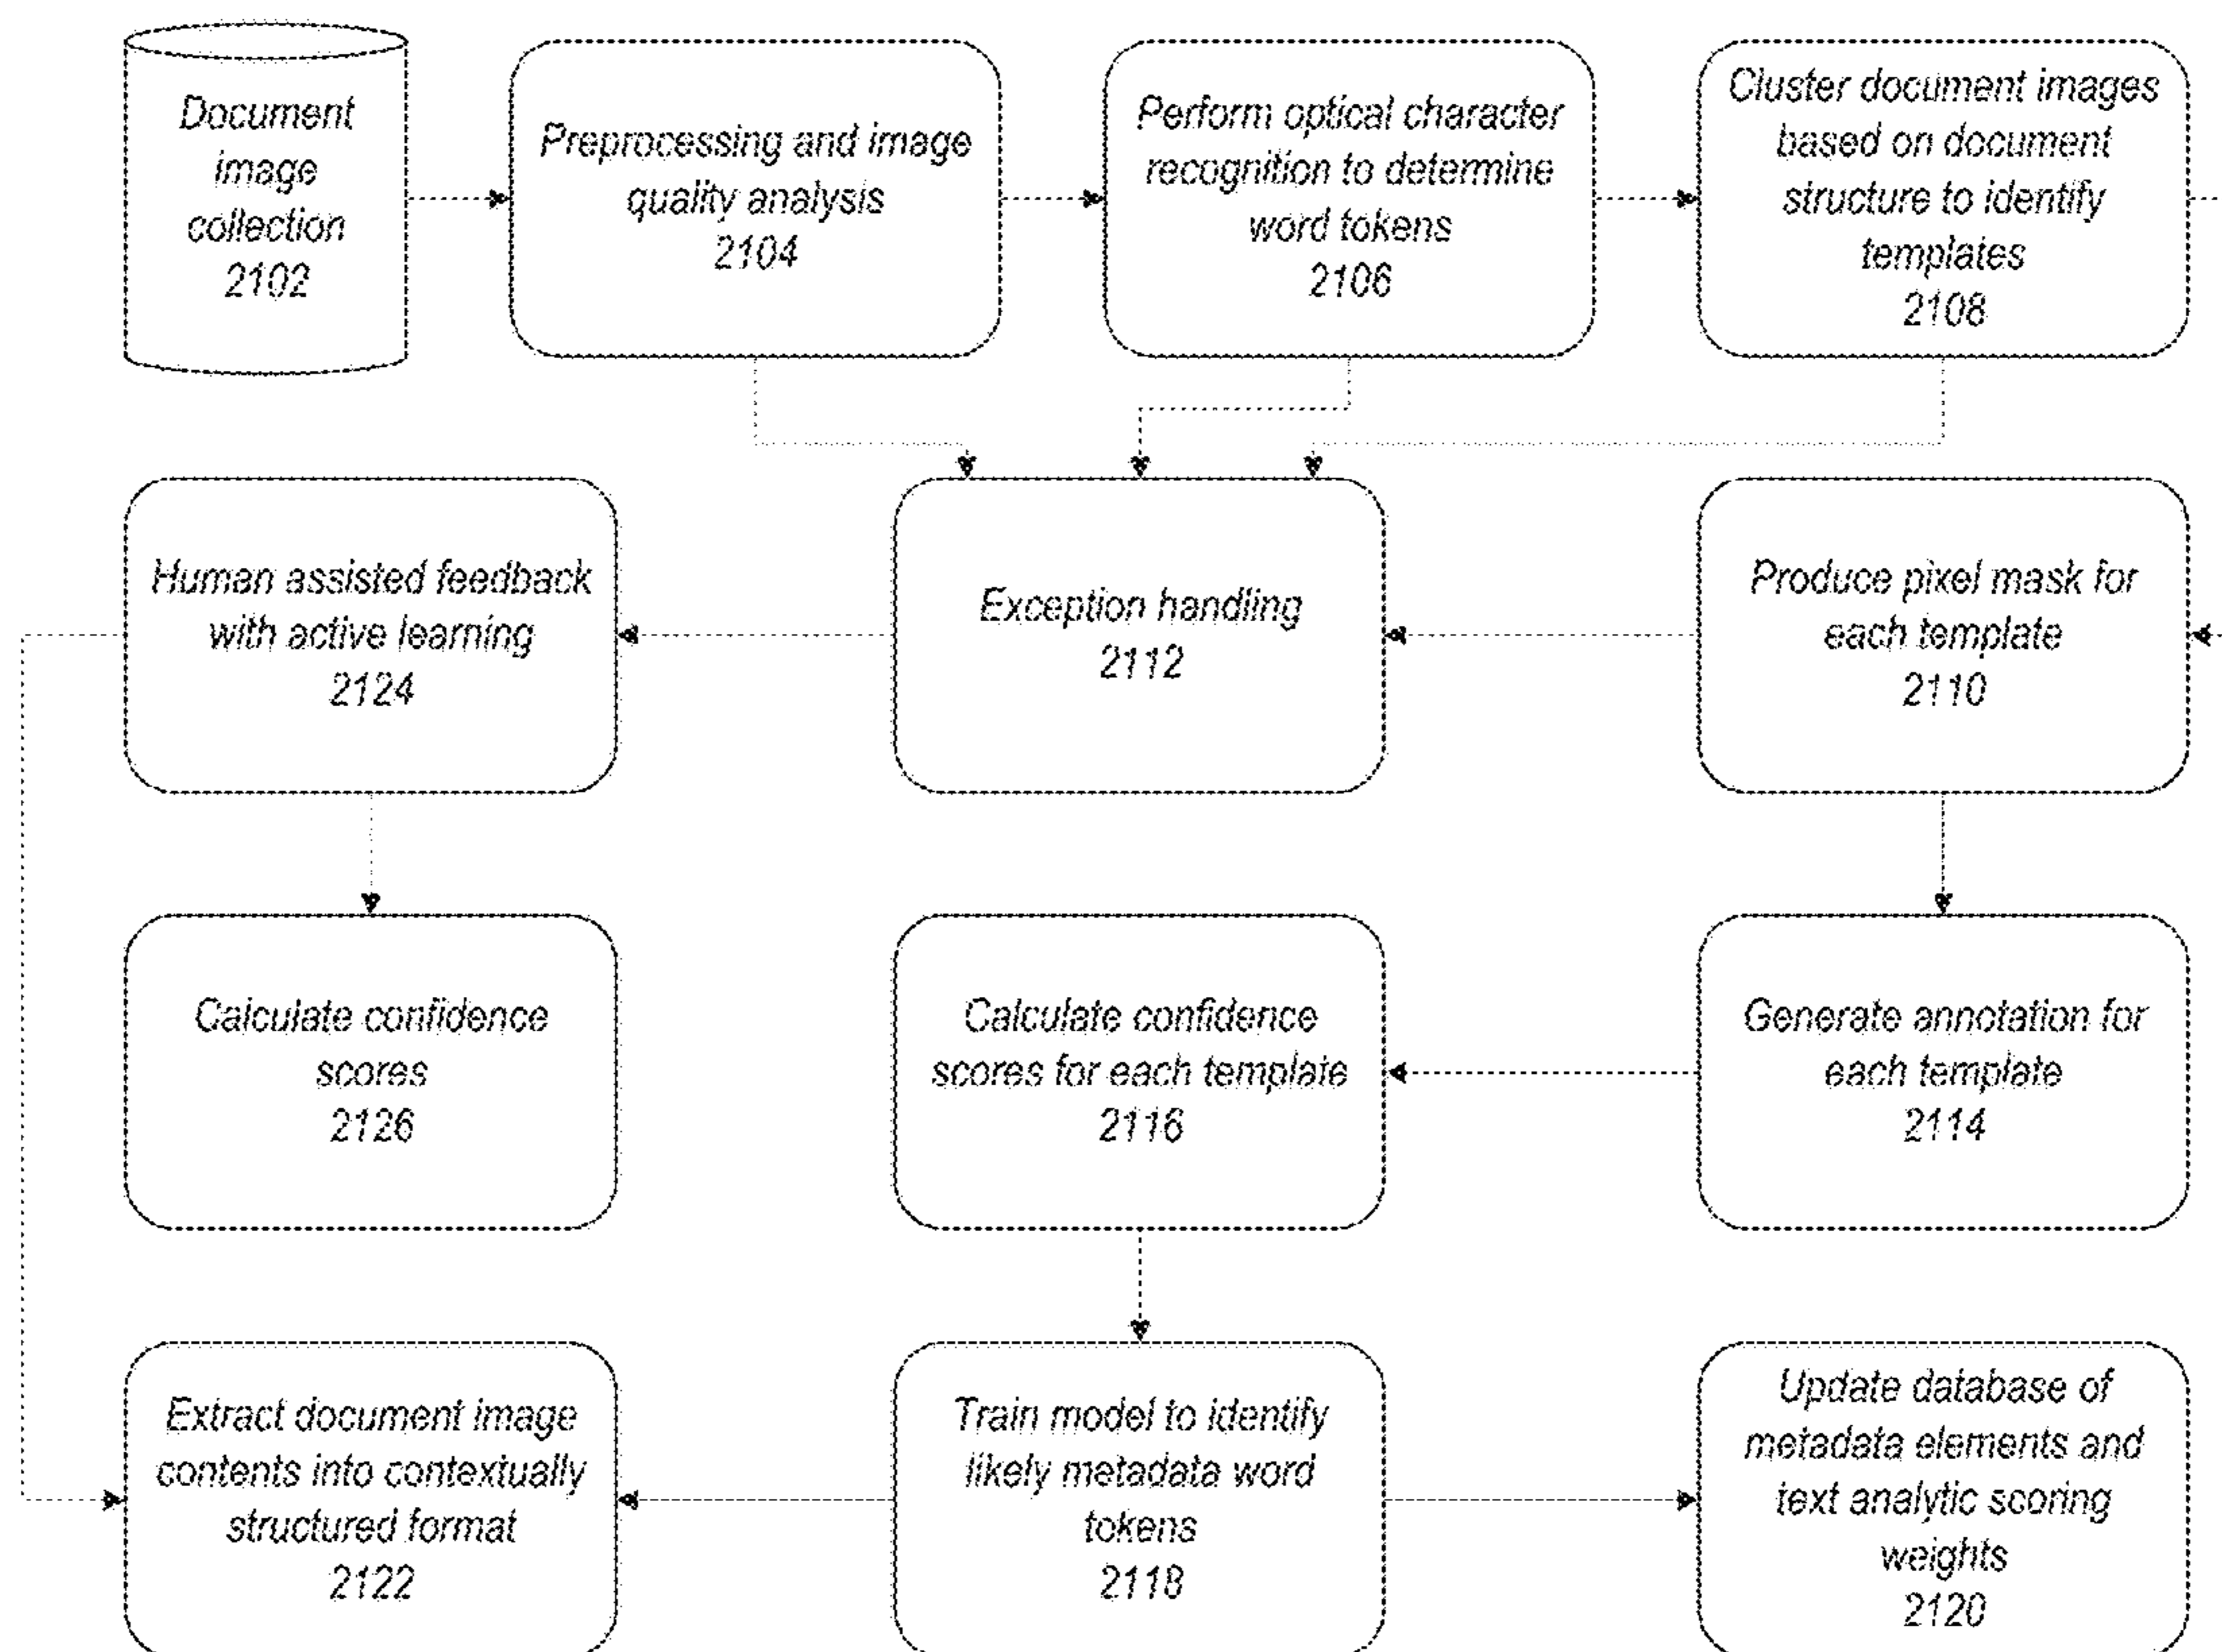 Document
image
collection
2102
Preprocessing and image
quality analysis
2104
Perform optical character
recognition to determine
word tokens
2106
Cluster document images
based on document
structure to identify
templates
2108
Human assisted feedback
with active learning
2124
Exception handling
2112
Produce pixel mask for
each template
2110
Calculate confidence
scores
2126
Calculate confidence
scores for each template
2116
Generate annotation for
each template
2114
Extract document image
contents into contextually
structured format
2122
Train model to identify
likely metadata word
tokens
2118
Update database of
metadata elements and
text analytic scoring
weights
2120